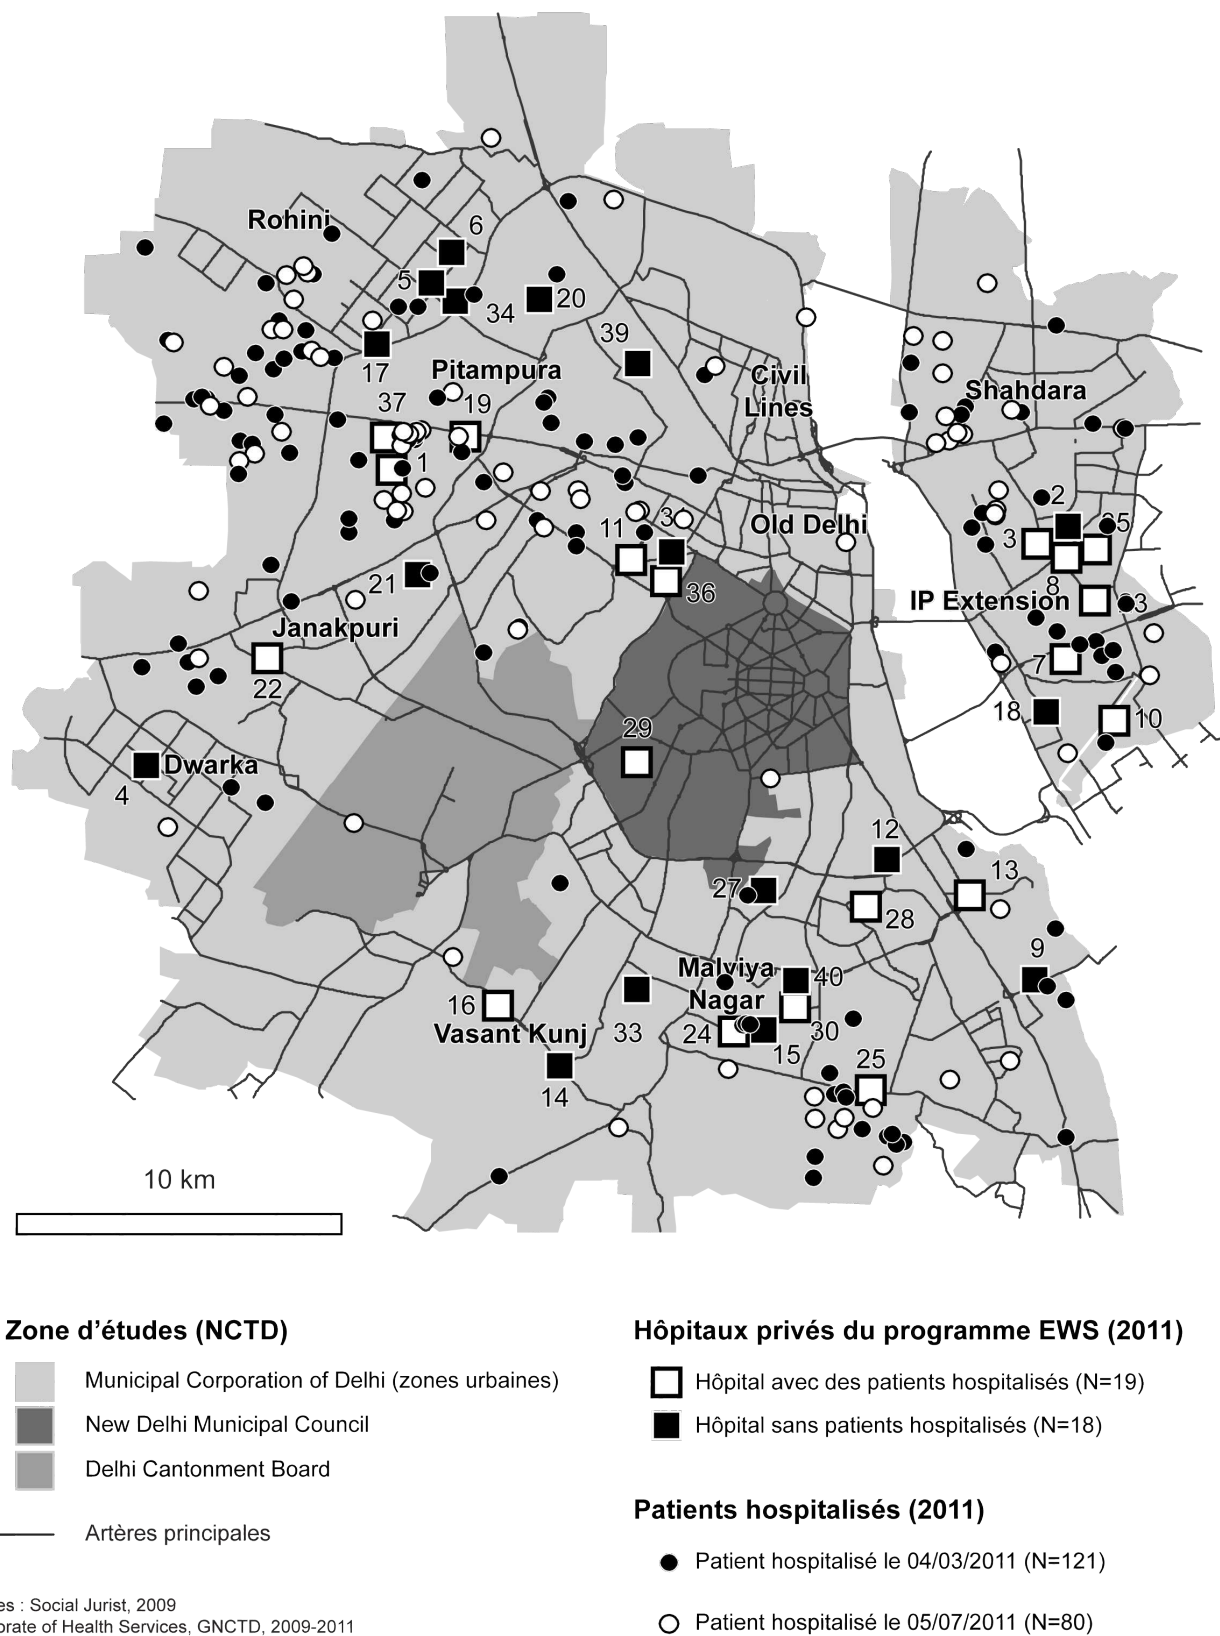 Rohini
6
5
34
20
39
17
Pitampura
Civil
Lines
Shahdara
37
19
1
2
11
Old Delhi
3
8
21
36
IP Extension
Janakpuri
7
22
18
10
29
Dwarka
4
12
13
27
28
9
Malviya
Nagar
40
16
Vasant Kunj
33
24
30
15
25
14
10 km
Zone d’études (NCTD)
Municipal Corporation of Delhi (zones urbaines)
New Delhi Municipal Council
Delhi Cantonment Board
Artères principales
es : Social Jurist, 2009
orate of Health Services, GNCTD, 2009-2011
Hôpitaux privés du programme EWS (2011)
Hôpital avec des patients hospitalisés (N=19)
Hôpital sans patients hospitalisés (N=18)
Patients hospitalisés (2011)
Patient hospitalisé le 04/03/2011 (N=121)
Patient hospitalisé le 05/07/2011 (N=80)